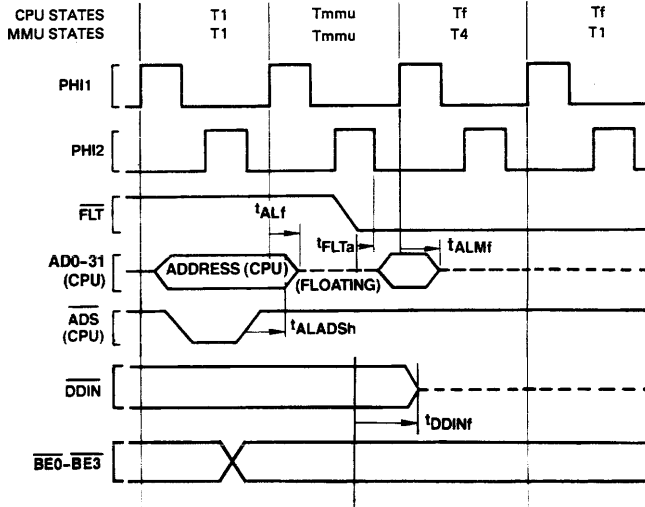 CPU STATES T1 Tmmu Tf Tf
MMU STATES T1 Tmmu T4 T1
PHI1
PHI2
FLT
tALf
tFLTa
tALMf
AD0-31
(CPU)
ADDRESS (CPU)
(FLOATING)
ADS
(CPU)
tALADSh
DDIN
tDDINf
BE0-BE3